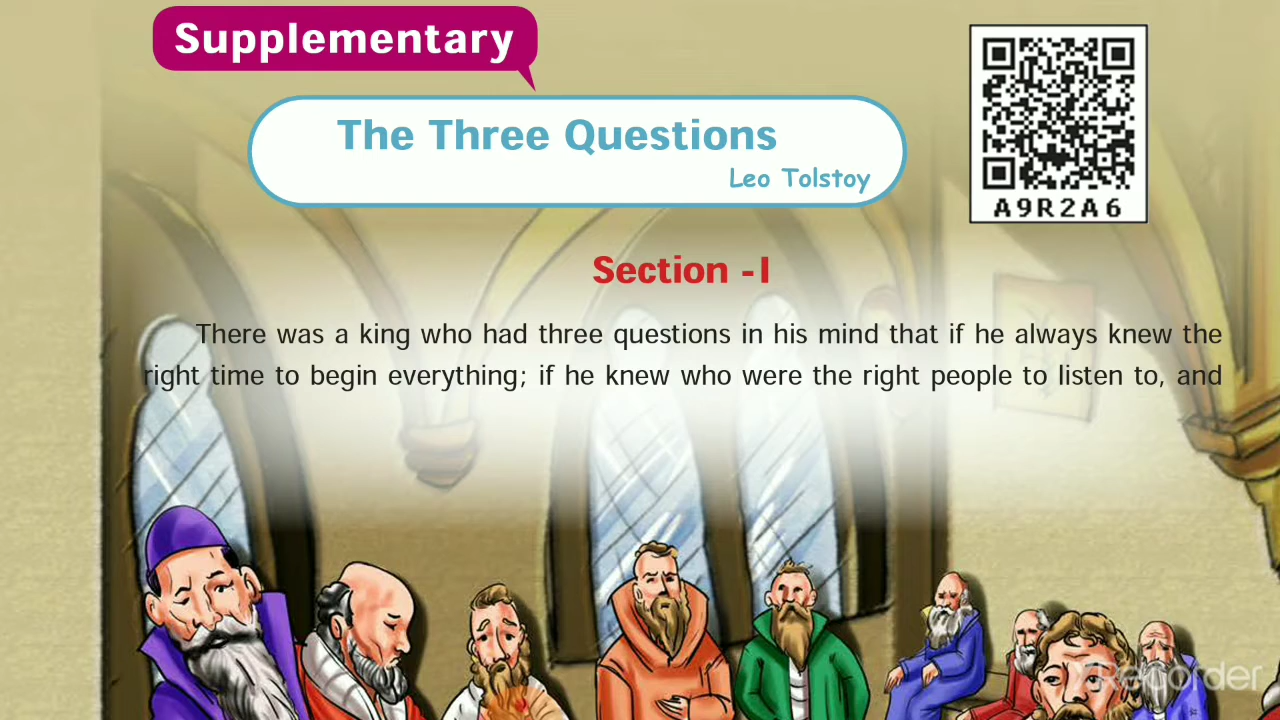 Supplementary
The Three Questions
Leo Tolstoy
A9R2A6
Section -I
There was a king who had three questions in his mind that if he always knew the
right time to begin everything; if he knew who were the right people to listen to, and
XRecorder